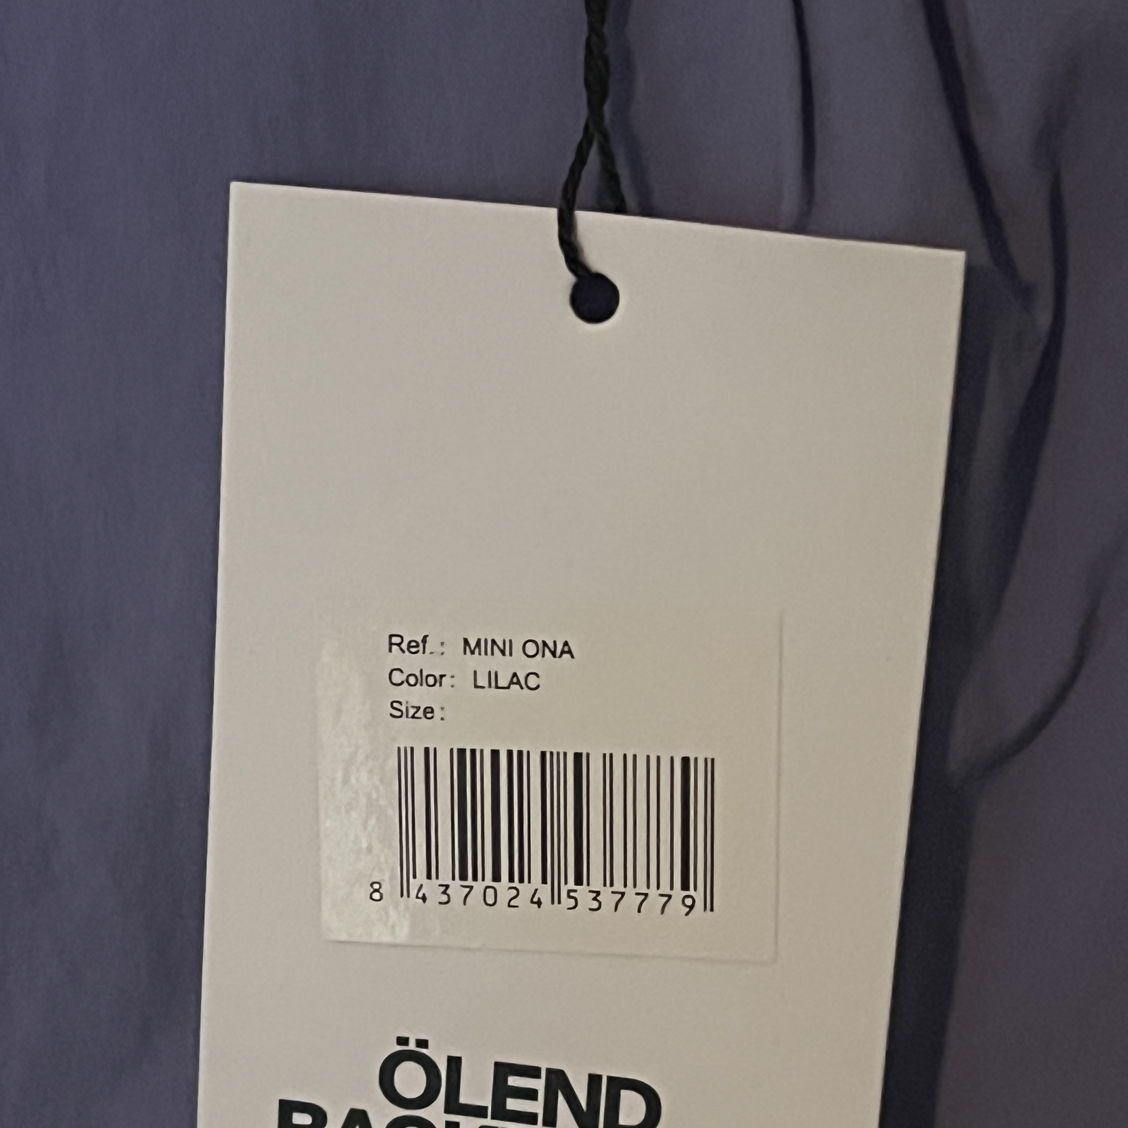 Ref.: MINI ONA
Color: LILAC
Size:
8 437024 537779
ÖLEND